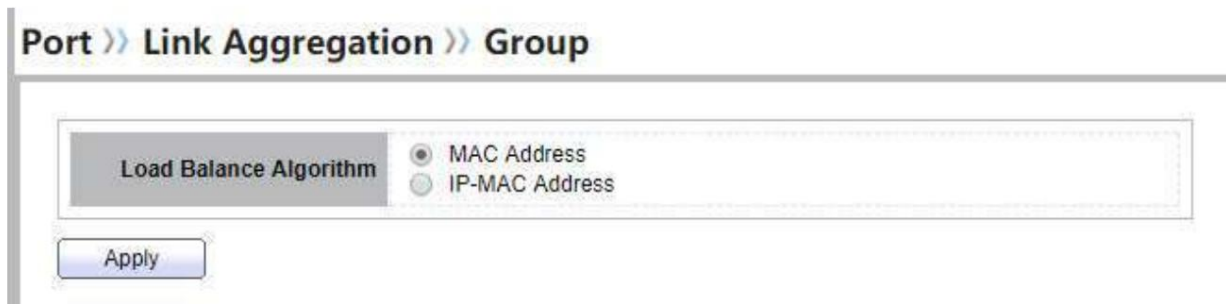 Port » Link Aggregation » Group
Load Balance Algorithm
MAC Address
IP-MAC Address
Apply